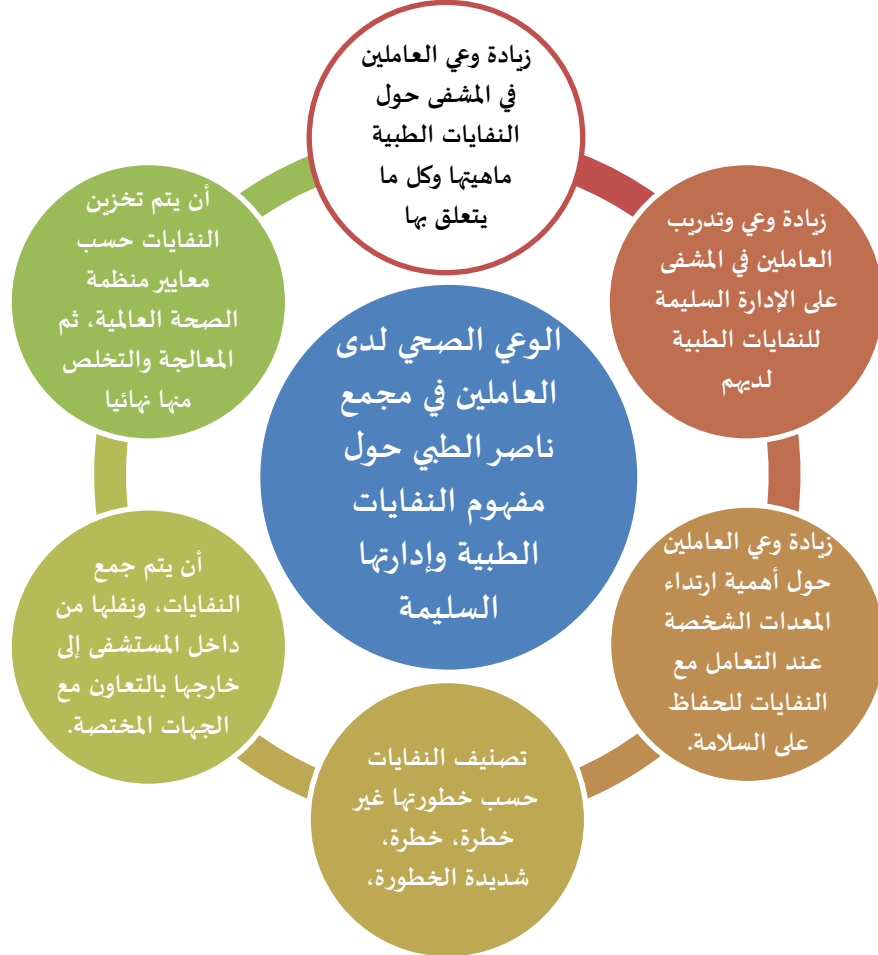 زيادة وعي العاملين
في المشفى حول
النفايات الطبية
ماهيتها وكل ما
يتعلق بها
زيادة وعي وتدريب
العاملين في المشفى
على الإدارة السليمة
للنفايات الطبية
لديهم
زيادة وعي العاملين
حول أهمية ارتداء
المعدات الشخصة
عند التعامل مع
النفايات للحفاظ
على السلامة.
تصنيف النفايات
حسب خطورتها غير
خطرة، خطرة،
شديدة الخطورة،
أن يتم جمع
النفايات، ونفلها من
داخل المستشفى إلى
خارجها بالتعاون مع
الجهات المختصة.
أن يتم تخزين
النفايات حسب
معايير منظمة
الصحة العالمية، ثم
المعالجة والتخلص
منها نهائيا
الوعي الصحي لدى
العاملين في مجمع
ناصر الطبي حول
مفهوم النفايات
الطبية وإدارتها
السليمة